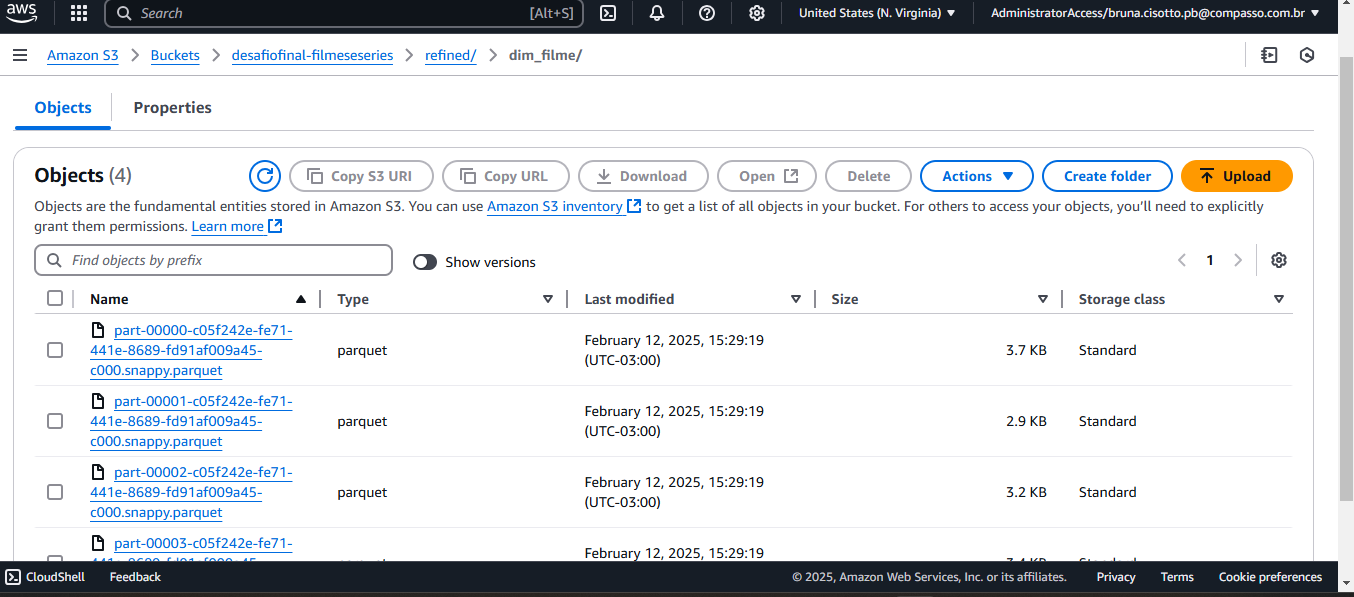 aws
Search [Alt+S] United States (N. Virginia) AdministratorAccess/bruna.cisotto.pb@compasso.com.br
Amazon S3 Buckets desafiofinal-filmeseseries refined/ dim_filme/
Objects Properties
Objects (4) Copy S3 URI Copy URL Download Open Delete Actions Create folder Upload
Objects are the fundamental entities stored in Amazon S3. You can use Amazon S3 inventory to get a list of all objects in your bucket. For others to access your objects, you'll need to explicitly
grant them permissions. Learn more
Find objects by prefix Show versions 1
Name Type Last modified Size Storage class
part-00000-c05f242e-fe71-
441e-8689-fd91af009a45-
c000.snappy.parquet
parquet
February 12, 2025, 15:29:19
(UTC-03:00)
3.7 KB
Standard
part-00001-c05f242e-fe71-
441e-8689-fd91af009a45-
c000.snappy.parquet
parquet
February 12, 2025, 15:29:19
(UTC-03:00)
2.9 KB
Standard
part-00002-c05f242e-fe71-
441e-8689-fd91af009a45-
c000.snappy.parquet
parquet
February 12, 2025, 15:29:19
(UTC-03:00)
3.2 KB
Standard
part-00003-c05f242e-fe71-
February 12, 2025, 15:29:19
CloudShell Feedback © 2025, Amazon Web Services, Inc. or its affiliates. Privacy Terms Cookie preferences